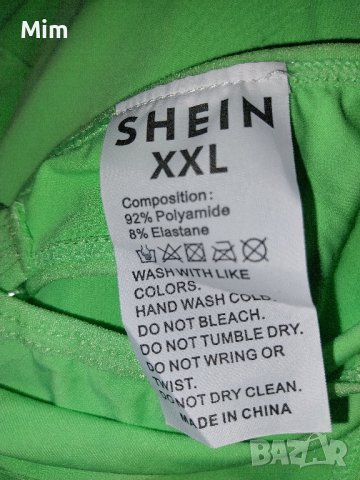 Mim
SHEIN
XXL
Composition:
92% Polyamide
8% Elastane
WASH WITH LIKE
COLORS.
HAND WASH COLD.
DO NOT BLEACH.
DO NOT TUMBLE DRY.
DO NOT WRING OR
TWIST.
DO NOT DRY CLEAN.
MADE IN CHINA
BAZAR